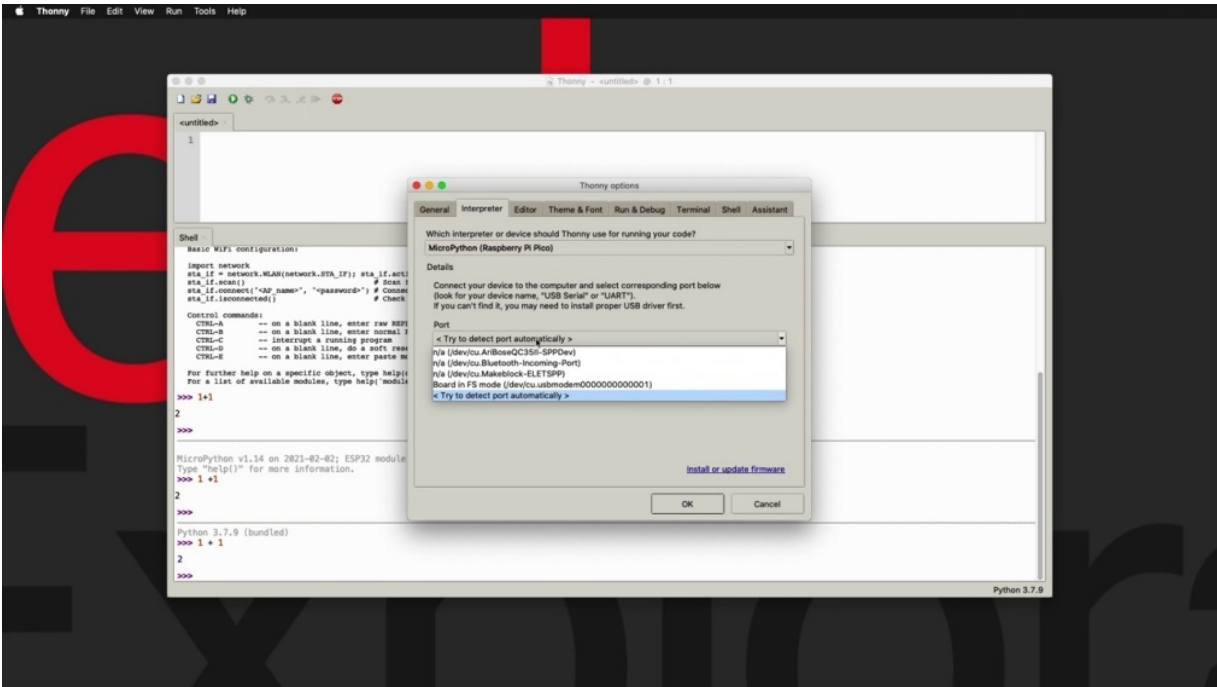 Thonny File Edit View Run Tools Help
Thonny - <untitled> @ 1:1
<untitled>
1
Thonny options
General Interpreter Editor Theme & Font Run & Debug Terminal Shell Assistant
Which interpreter or device should Thonny use for running your code?
MicroPython (Raspberry Pi Pico)
Details
Connect your device to the computer and select corresponding port below
(look for your device name, "USB Serial" or "UART").
If you can't find it, you may need to install proper USB driver first.
Port
< Try to detect port automatically >
n/a (/dev/cu.AriBoseQC35II-SPPDev)
n/a (/dev/cu.Bluetooth-Incoming-Port)
n/a (/dev/cu.Makeblock-ELETSPP)
Board in FS mode (/dev/cu.usbmodem0000000000001)
< Try to detect port automatically >
Install or update firmware
OK Cancel
Shell
Basic WiFi configuration:
import network
sta_if = network.WLAN(network.STA_IF); sta_if.acti
sta_if.scan() # Scan
sta_if.connect("<AP_name>", "<password>") # Connec
sta_if.isconnected() # Check
Control commands:
CTRL-A -- on a blank line, enter raw REP
CTRL-B -- on a blank line, enter normal
CTRL-C -- interrupt a running program
CTRL-D -- on a blank line, do a soft rese
CTRL-E -- on a blank line, enter paste mo
For further help on a specific object, type help(
For a list of available modules, type help('module
>>> 1+1
2
>>>
MicroPython v1.14 on 2021-02-02; ESP32 module
Type "help()" for more information.
>>> 1 +1
2
>>>
Python 3.7.9 (bundled)
>>> 1 + 1
2
>>>
Python 3.7.9